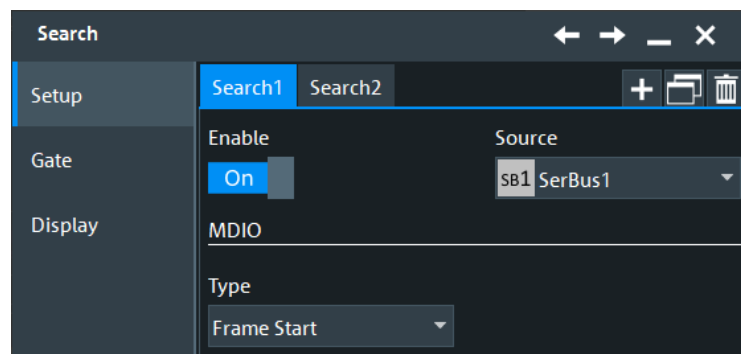 Search
Setup
Gate
Display
Search1 Search2
Enable
On
Source
SB1 SerBus1
MDIO
Type
Frame Start